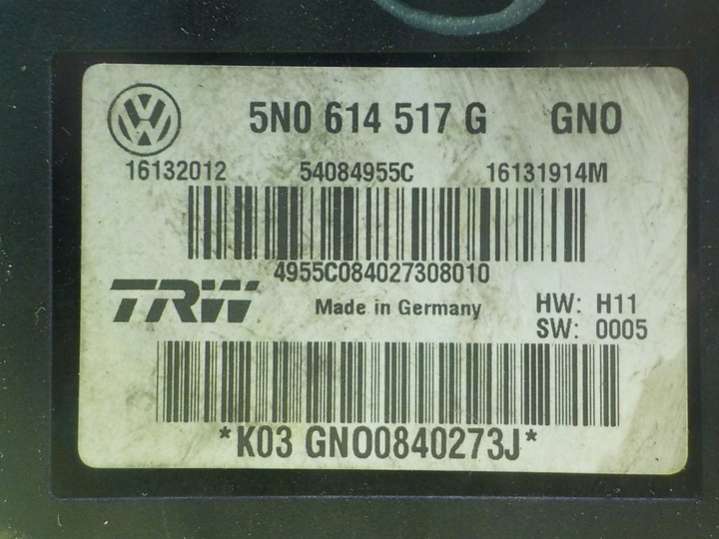 5N0 614 517 G GNO
16132012 54084955C 16131914M
4955C084027308010
TRW Made in Germany HW: H11
SW: 0005
*K03 GNO0840273J*